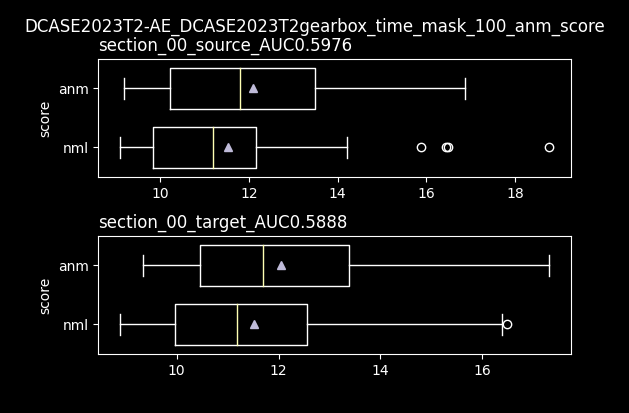 DCASE2023T2-AE_DCASE2023T2gearbox_time_mask_100_anm_score
section_00_source_AUC0.5976
anm
nml
score
10 12 14 16 18
section_00_target_AUC0.5888
anm
nml
score
10 12 14 16